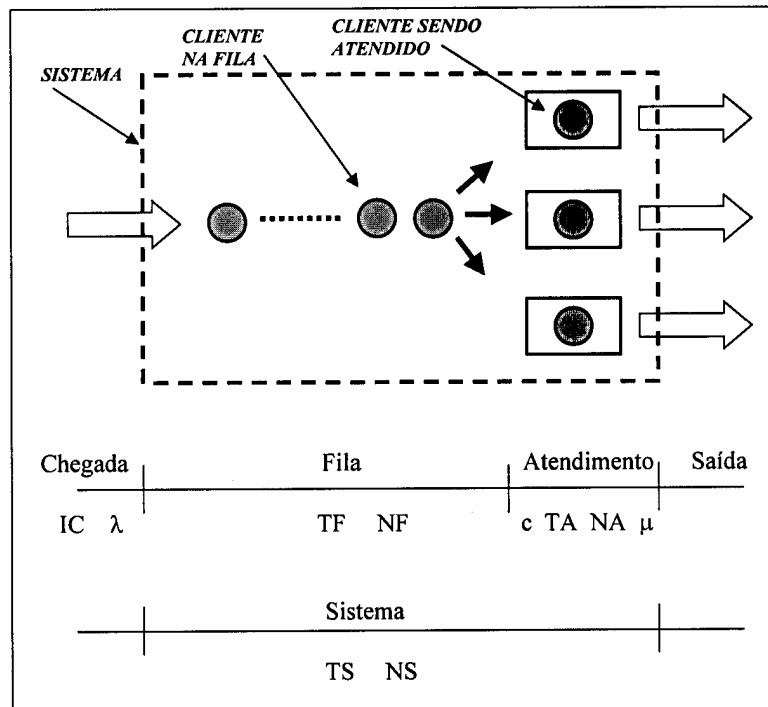 CLIENTE SENDO
ATENDIDO
CLIENTE
NA FILA
SISTEMA
Chegada Fila Atendimento Saída
IC λ TF NF c TA NA μ
Sistema
TS NS